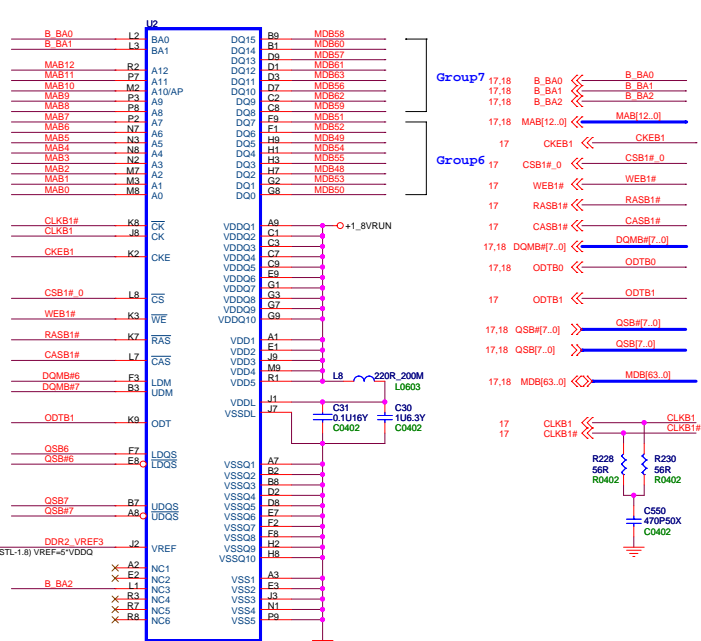 U2
B_BA0 L2 BA0 DQ15 B9 MDB58
B_BA1 L3 BA1 DQ14 B1 MDB60
DQ13 D9 MDB57
MAB12 R2 A12 DQ12 D1 MDB61
MAB11 P7 A11 DQ11 D3 MDB63
MAB10 M2 A10/AP DQ10 D7 MDB56
MAB9 P3 A9 DQ9 C2 MDB62
MAB8 P8 A8 DQ8 C8 MDB59
MAB7 P2 A7 DQ7 F9 MDB51
MAB6 N7 A6 DQ6 F1 MDB52
MAB5 N3 A5 DQ5 H9 MDB49
MAB4 N8 A4 DQ4 H1 MDB54
MAB3 N2 A3 DQ3 H3 MDB55
MAB2 M7 A2 DQ2 H7 MDB48
MAB1 M3 A1 DQ1 G2 MDB53
MAB0 M8 A0 DQ0 G8 MDB50
Group7
Group6
CLKB1# K8 CK
CLKB1 J8 CK
CKEB1 K2 CKE
CSB1#_0 L8 CS
WEB1# K3 WE
RASB1# K7 RAS
CASB1# L7 CAS
DQMB#6 F3 LDM
DQMB#7 B3 UDM
ODTB1 K9 ODT
QSB6 F7 LDQS
QSB#6 E8 LDQS
QSB7 B7 UDQS
QSB#7 A8 UDQS
DDR2_VREF3 J2 VREF
STL-1.8) VREF=5*VDDQ
A2 NC1
E2 NC2
B_BA2 L1 NC3
R3 NC4
R7 NC5
R8 NC6
VDDQ1 A9 +1_8VRUN
VDDQ2 C1
VDDQ3 C3
VDDQ4 C7
VDDQ5 C9
VDDQ6 E9
VDDQ7 G1
VDDQ8 G3
VDDQ9 G7
VDDQ10 G9
VDD1 A1
VDD2 E1
VDD3 J9
VDD4 M9
VDD5 R1
L8 220R_200M
L0603
VDDL J1
VSSDL J7
C31
0.1U16Y
C0402
C30
1U6.3Y
C0402
VSSQ1 A7
VSSQ2 B2
VSSQ3 B8
VSSQ4 D2
VSSQ5 D8
VSSQ6 E7
VSSQ7 F2
VSSQ8 F8
VSSQ9 H2
VSSQ10 H8
VSS1 A3
VSS2 E3
VSS3 J3
VSS4 N1
VSS5 P9
17,18 B_BA0 B_BA0
17,18 B_BA1 B_BA1
17,18 B_BA2 B_BA2
17,18 MAB[12..0] MAB[12..0]
17 CKEB1 CKEB1
17 CSB1#_0 CSB1#_0
17 WEB1# WEB1#
17 RASB1# RASB1#
17 CASB1# CASB1#
17,18 DQMB#[7..0] DQMB#[7..0]
17,18 ODTB0 ODTB0
17 ODTB1 ODTB1
17,18 QSB#[7..0] QSB#[7..0]
17,18 QSB[7..0] QSB[7..0]
17,18 MDB[63..0] MDB[63..0]
17 CLKB1 CLKB1
17 CLKB1# CLKB1#
R228
56R
R0402
R230
56R
R0402
C550
470P50X
C0402